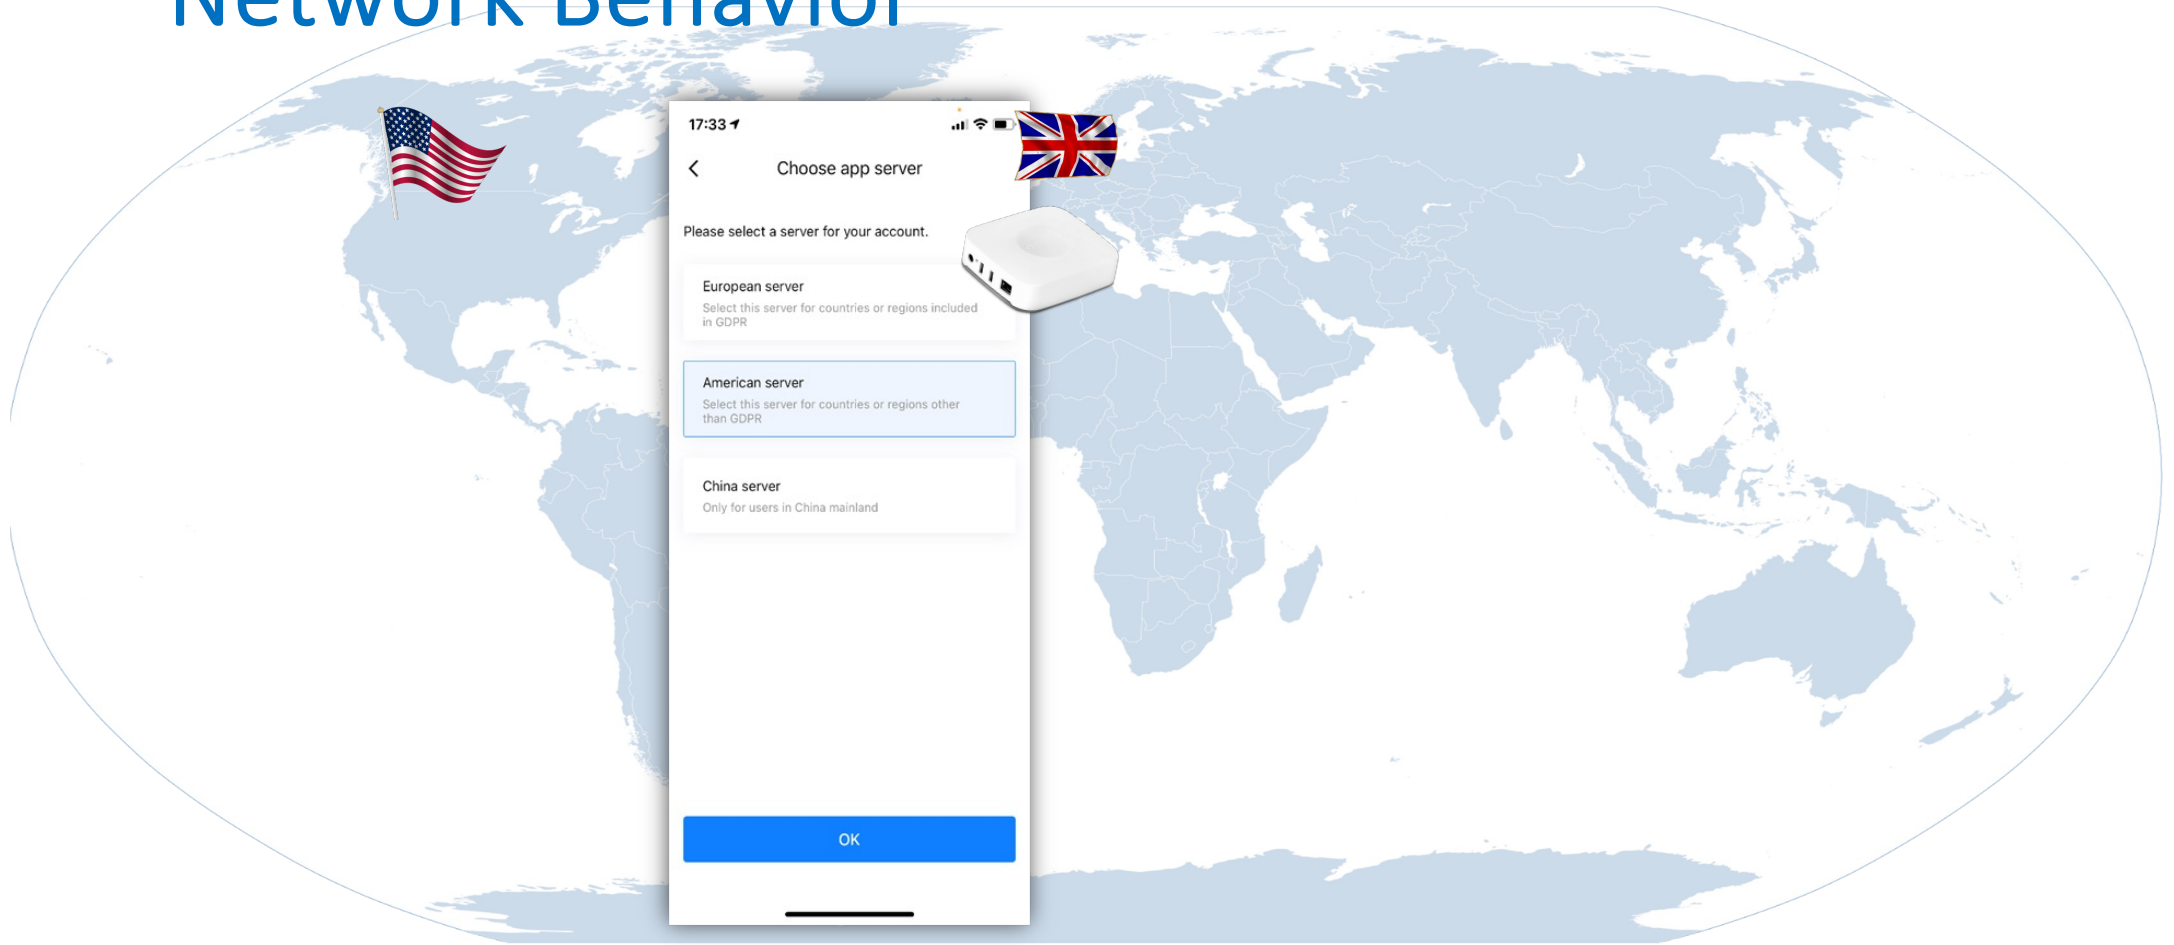 Network Behavior
17:33
Choose app server
Please select a server for your account.
European server
Select this server for countries or regions included
in GDPR
American server
Select this server for countries or regions other
than GDPR
China server
Only for users in China mainland
OK